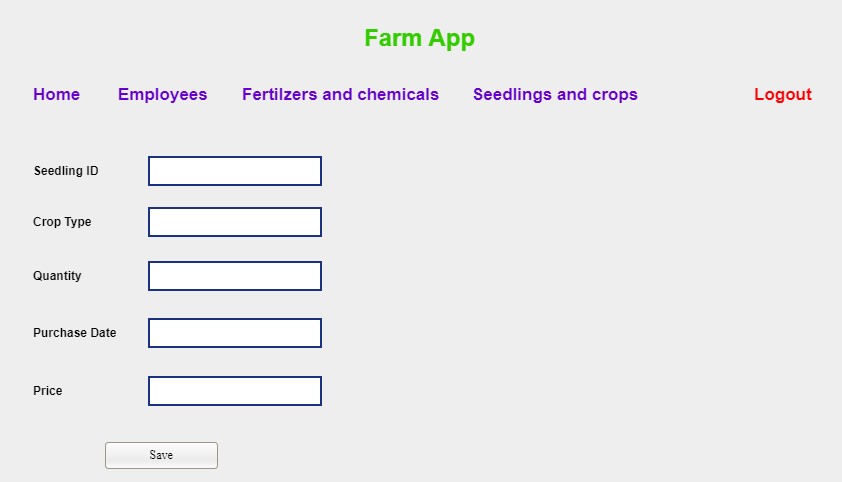 Farm App
Home Employees Fertilzers and chemicals Seedlings and crops Logout
Seedling ID
Crop Type
Quantity
Purchase Date
Price
Save